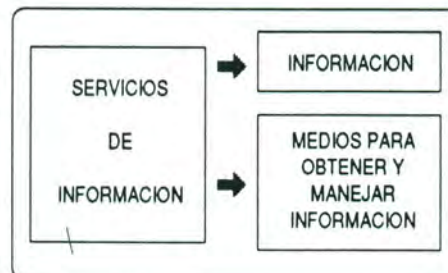 SERVICIOS
DE
INFORMACION
INFORMACION
MEDIOS PARA
OBTENER Y
MANEJAR
INFORMACION